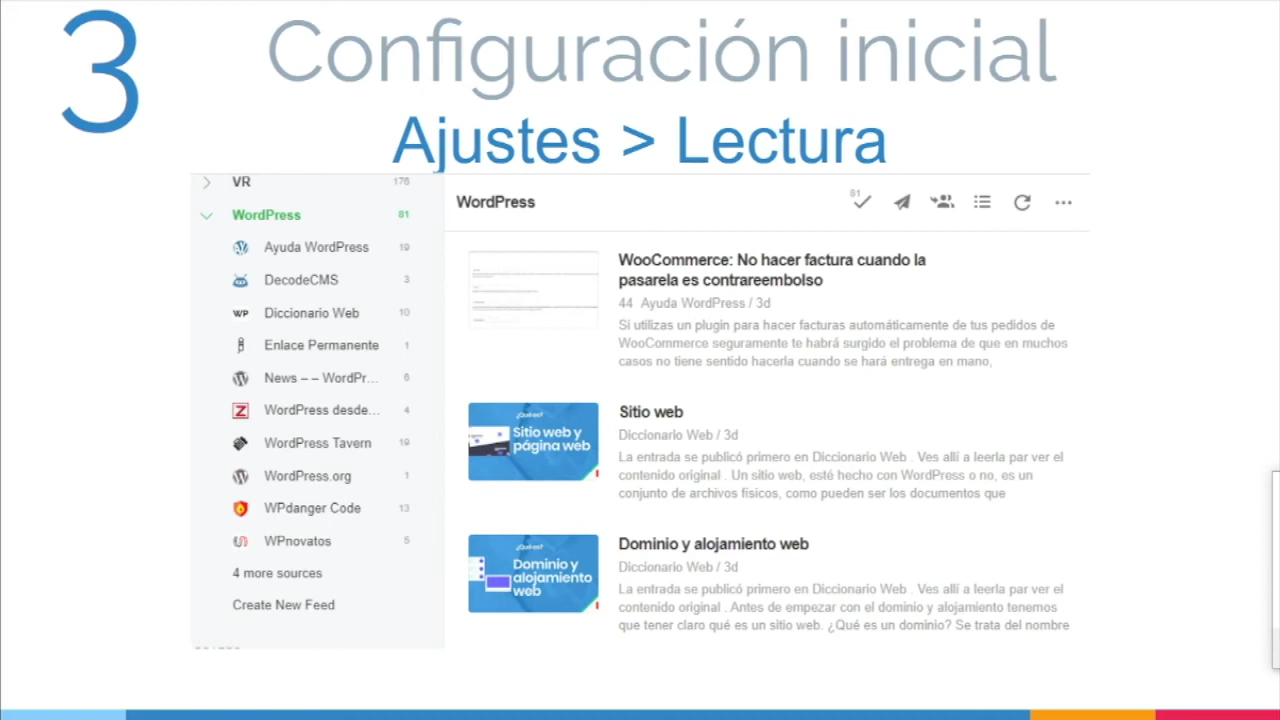 3
Configuración inicial
Ajustes > Lectura
VR 176
WordPress 81
Ayuda WordPress 19
DecodeCMS 3
WP Diccionario Web 10
Enlace Permanente 1
News – – WordPr... 6
WordPress desde... 4
WordPress Tavern 19
WordPress.org 1
WPdanger Code 13
WPnovatos 5
4 more sources
Create New Feed
WordPress
81
WooCommerce: No hacer factura cuando la
pasarela es contrareembolso
44 Ayuda WordPress / 3d
Si utilizas un plugin para hacer facturas automáticamente de tus pedidos de
WooCommerce seguramente te habrá surgido el problema de que en muchos
casos no tiene sentido hacerla cuando se hará entrega en mano,
¿Qué es?
Sitio web y
página web
Sitio web
Diccionario Web / 3d
La entrada se publicó primero en Diccionario Web . Ves allí a leerla par ver el
contenido original . Un sitio web, esté hecho con WordPress o no, es un
conjunto de archivos físicos, como pueden ser los documentos que
¿Qué es?
Dominio y
alojamiento
web
Dominio y alojamiento web
Diccionario Web / 3d
La entrada se publicó primero en Diccionario Web . Ves allí a leerla par ver el
contenido original . Antes de empezar con el dominio y alojamiento tenemos
que tener claro qué es un sitio web. ¿Qué es un dominio? Se trata del nombre